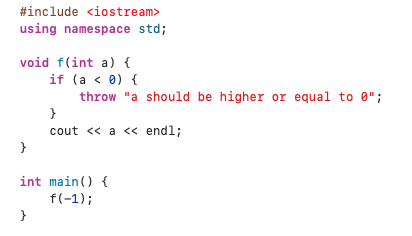 #include <iostream>
using namespace std;

void f(int a) {
    if (a < 0) {
        throw "a should be higher or equal to 0";
    }
    cout << a << endl;
}

int main() {
    f(-1);
}